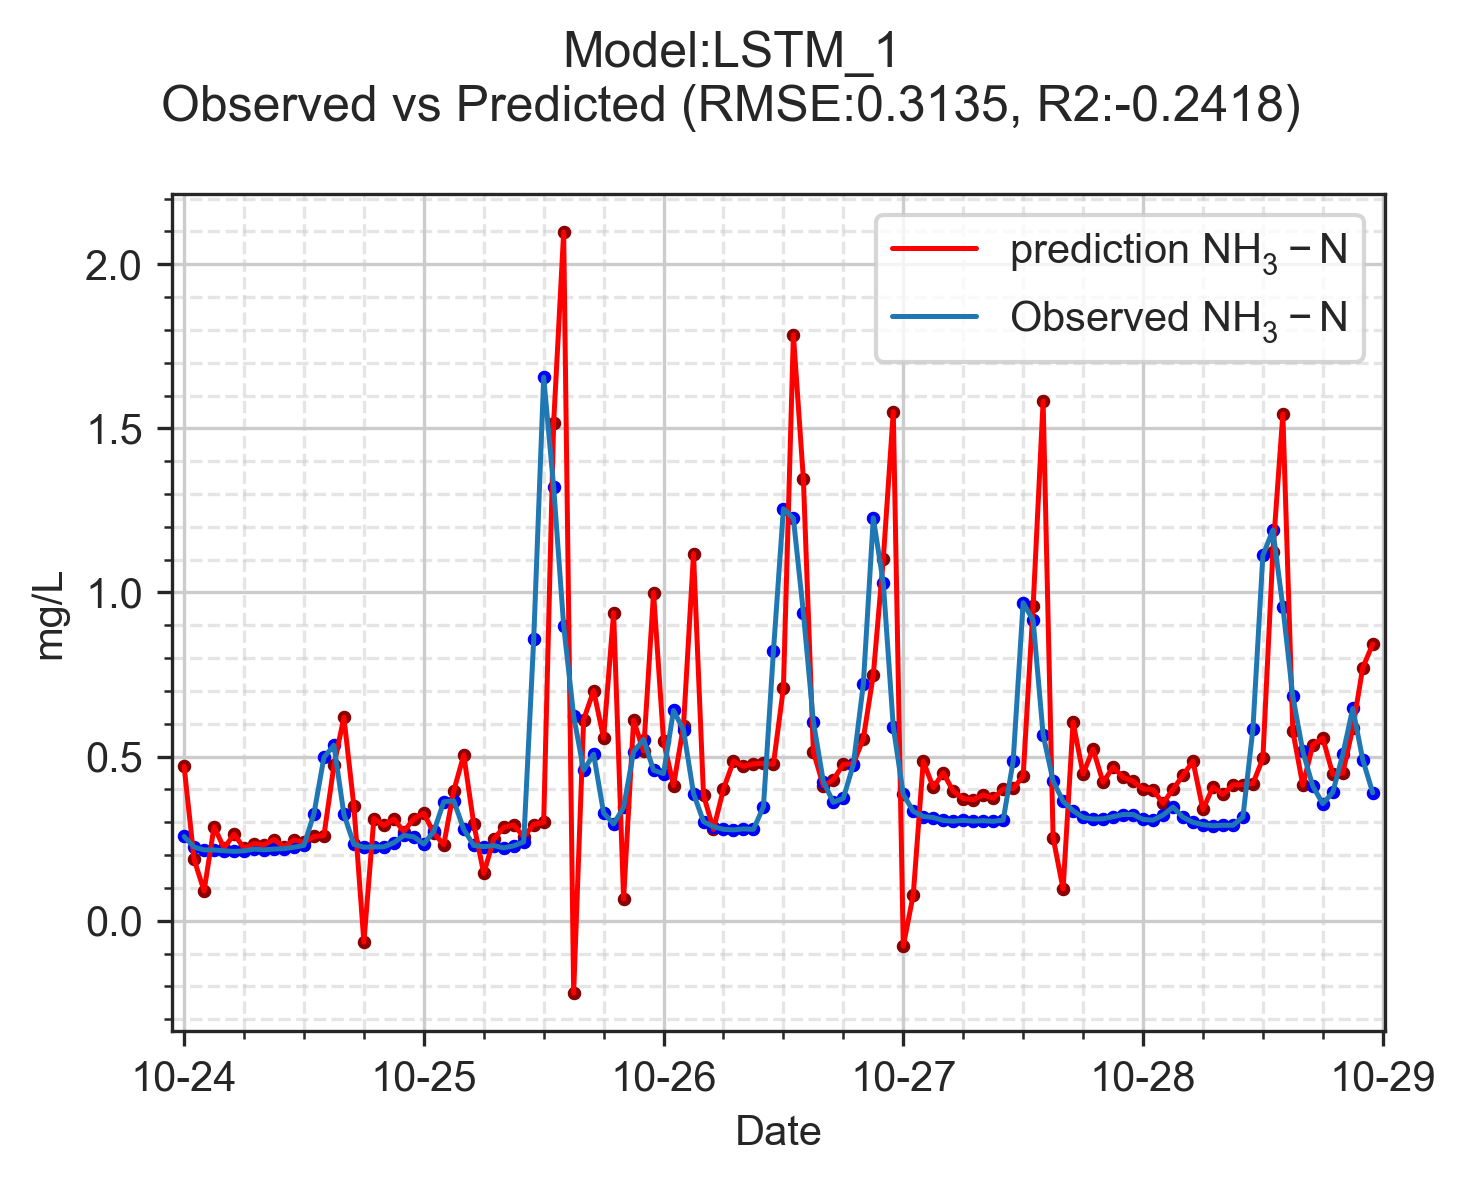 Model:LSTM_1
Observed vs Predicted (RMSE:0.3135, R2:-0.2418)
prediction NH₃ − N
Observed NH₃ − N
2.0
1.5
1.0
0.5
0.0
mg/L
10-24 10-25 10-26 10-27 10-28 10-29
Date